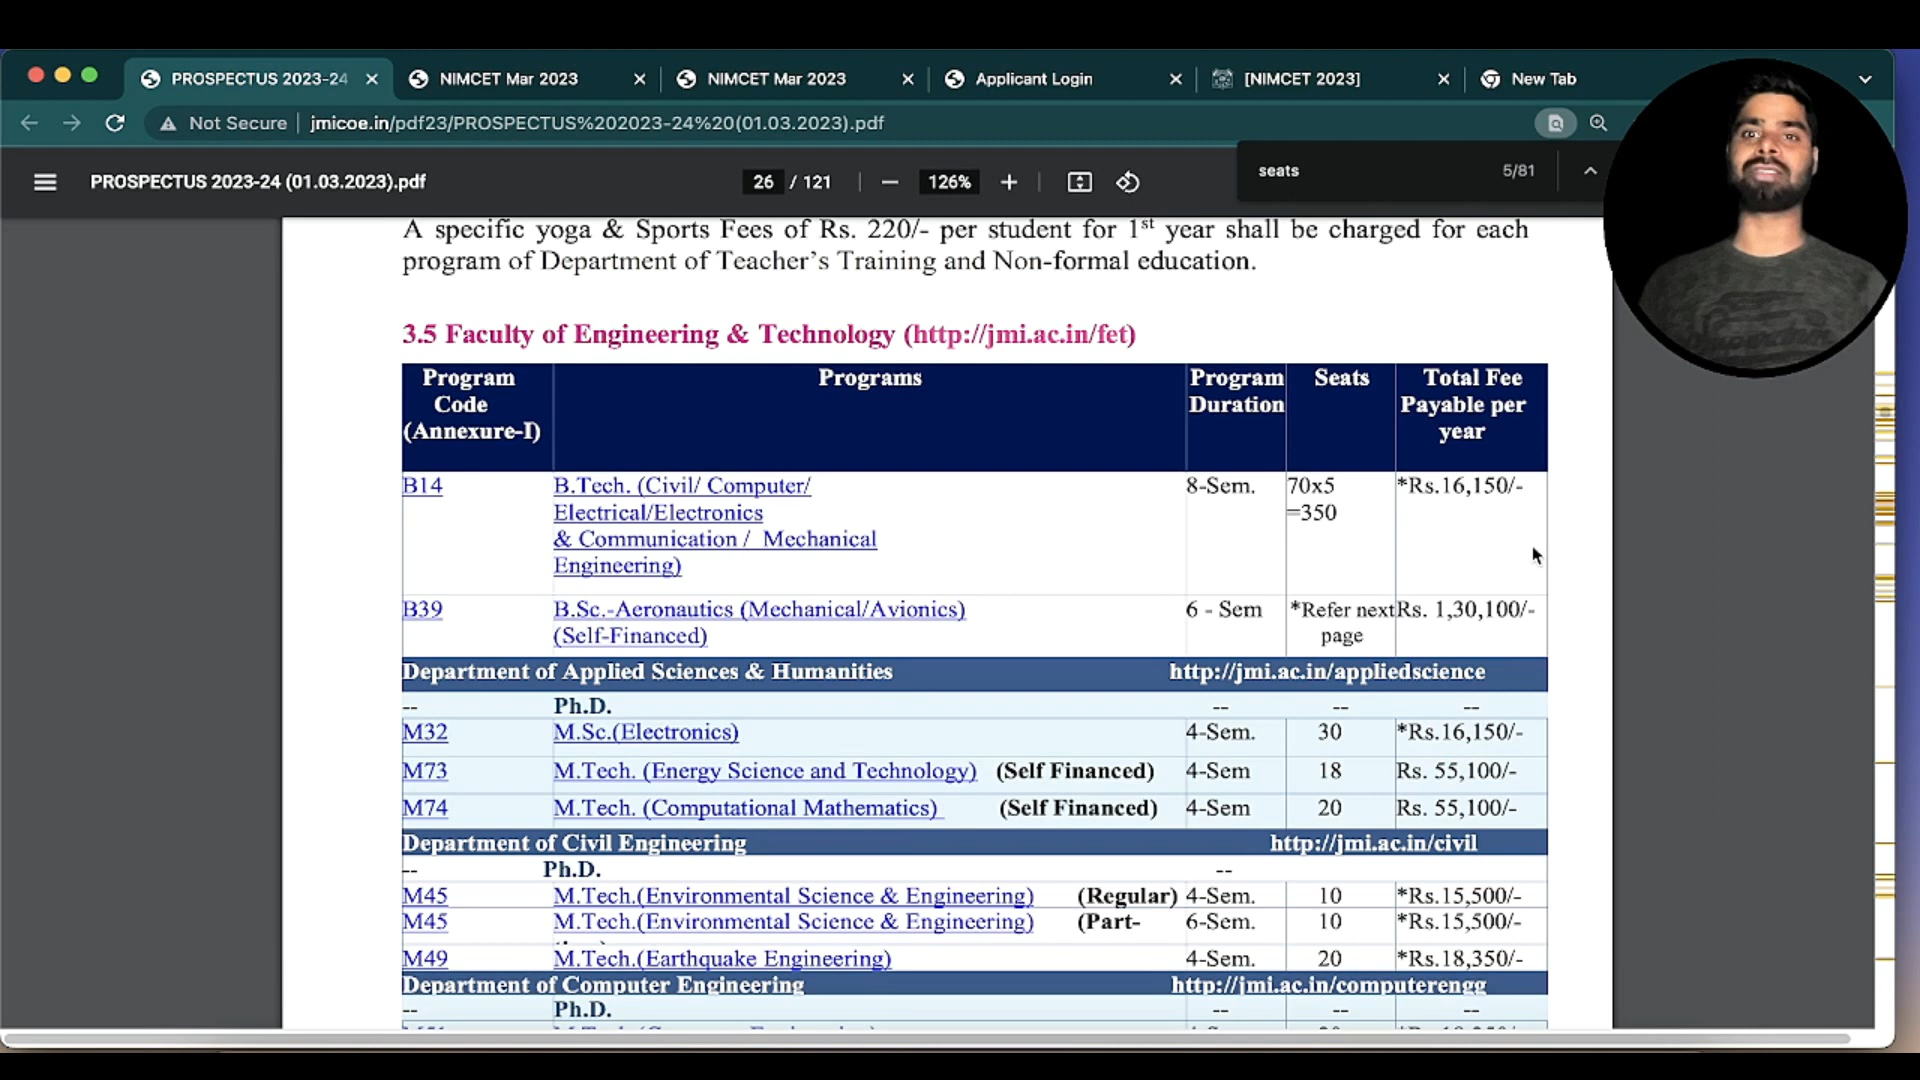 PROSPECTUS 2023-24
NIMCET Mar 2023
NIMCET Mar 2023
Applicant Login
[NIMCET 2023]
New Tab
Not Secure | jmicoe.in/pdf23/PROSPECTUS%202023-24%20(01.03.2023).pdf
PROSPECTUS 2023-24 (01.03.2023).pdf
26 / 121
126%
seats 5/81
A specific yoga & Sports Fees of Rs. 220/- per student for 1st year shall be charged for each
program of Department of Teacher’s Training and Non-formal education.
3.5 Faculty of Engineering & Technology (http://jmi.ac.in/fet)
Program Code (Annexure-I) Programs Program Duration Seats Total Fee Payable per year
B14 B.Tech. (Civil/ Computer/ 8-Sem. 70x5 *Rs.16,150/-
Electrical/Electronics =350
& Communication / Mechanical
Engineering)
B39 B.Sc.-Aeronautics (Mechanical/Avionics) 6 - Sem *Refer next Rs. 1,30,100/-
(Self-Financed) page
Department of Applied Sciences & Humanities http://jmi.ac.in/appliedscience
-- Ph.D. -- -- --
M32 M.Sc.(Electronics) 4-Sem. 30 *Rs.16,150/-
M73 M.Tech. (Energy Science and Technology) (Self Financed) 4-Sem 18 Rs. 55,100/-
M74 M.Tech. (Computational Mathematics) (Self Financed) 4-Sem 20 Rs. 55,100/-
Department of Civil Engineering http://jmi.ac.in/civil
-- Ph.D. --
M45 M.Tech.(Environmental Science & Engineering) (Regular) 4-Sem. 10 *Rs.15,500/-
M45 M.Tech.(Environmental Science & Engineering) (Part- 6-Sem. 10 *Rs.15,500/-
M49 M.Tech.(Earthquake Engineering) 4-Sem. 20 *Rs.18,350/-
Department of Computer Engineering http://jmi.ac.in/computerengg
-- Ph.D. -- -- --